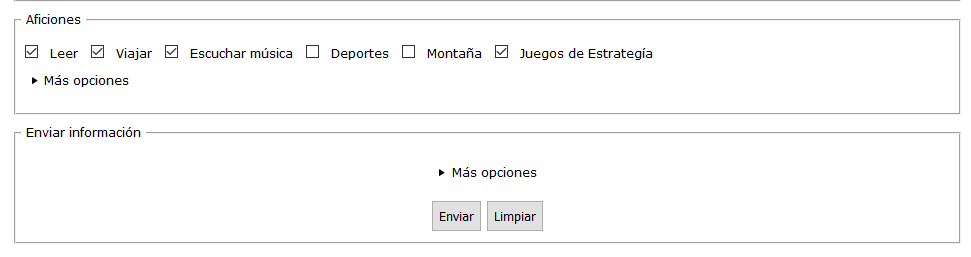 Aficiones
Leer Viajar Escuchar música Deportes Montaña Juegos de Estrategía
Más opciones
Enviar información
Más opciones
Enviar Limpiar